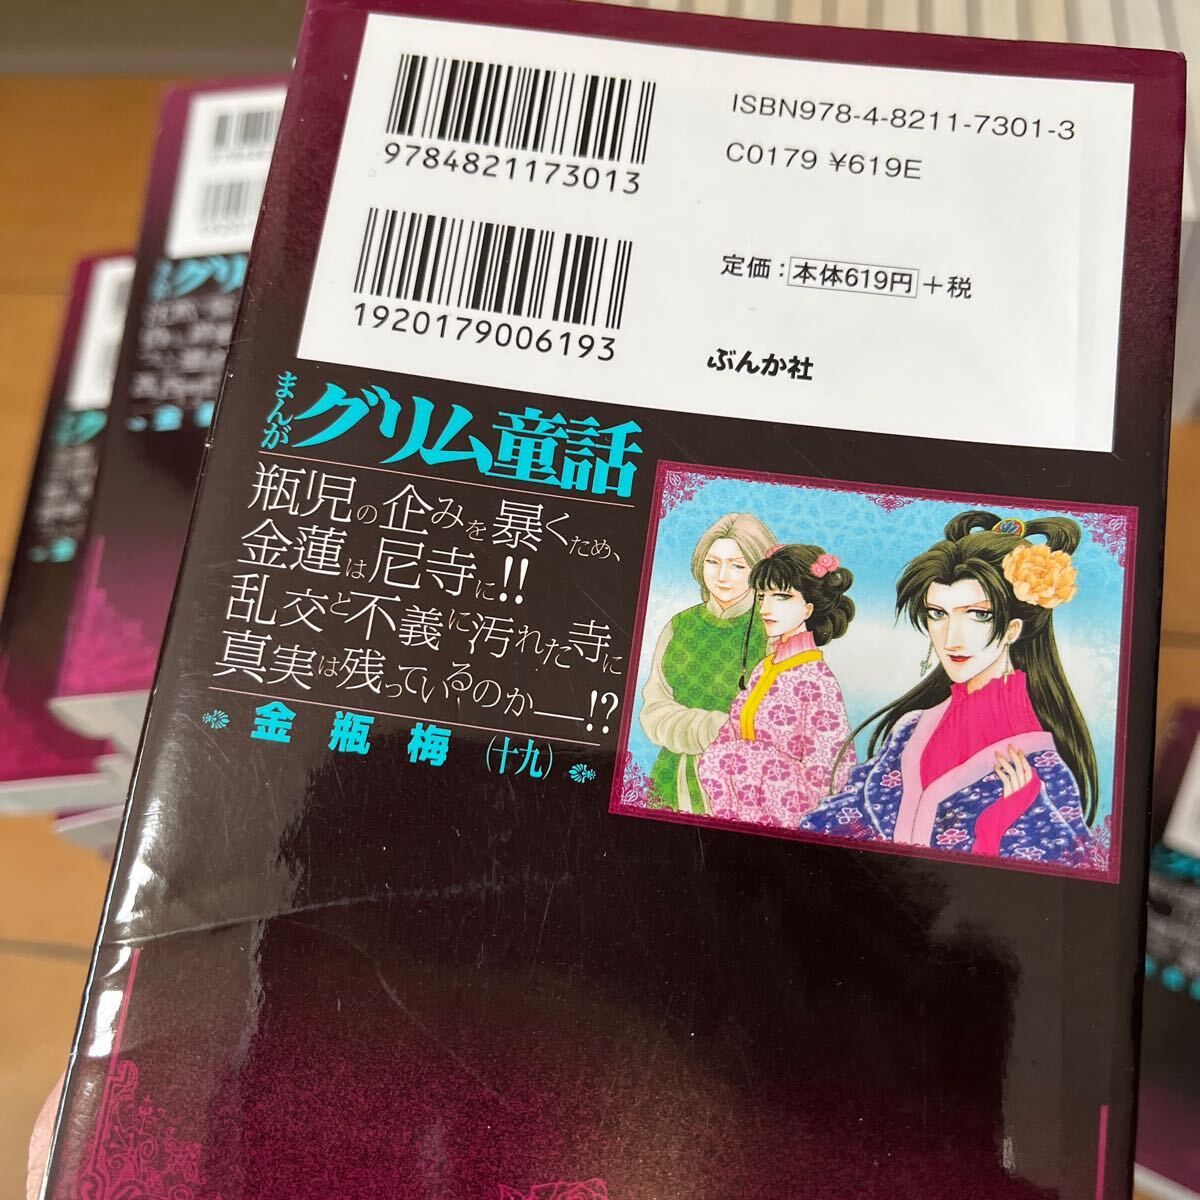 ISBN978-4-8211-7301-3
C0179 ¥619E
9784821173013
1920179006193
定価：本体619円＋税
ぶんか社
まんがグリム童話
瓶児の企みを暴くため、
金蓮は尼寺に!!
乱交と不義に汚れた寺に
真実は残っているのか―!?
金瓶梅（十九）
グリ